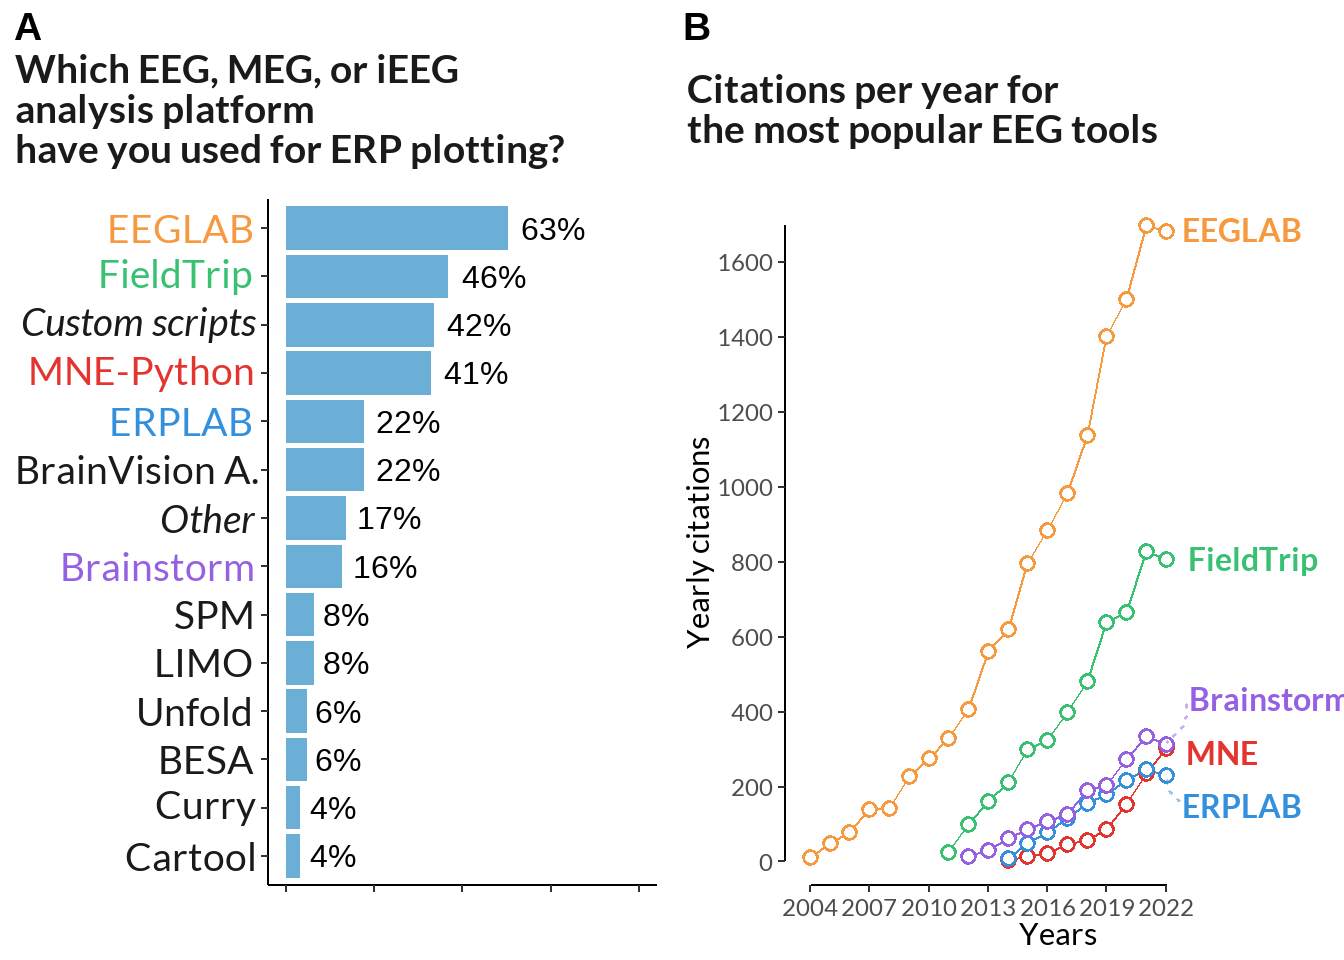 A
Which EEG, MEG, or iEEG
analysis platform
have you used for ERP plotting?
EEGLAB 63%
FieldTrip 46%
Custom scripts 42%
MNE-Python 41%
ERPLAB 22%
BrainVision A. 22%
Other 17%
Brainstorm 16%
SPM 8%
LIMO 8%
Unfold 6%
BESA 6%
Curry 4%
Cartool 4%
B
Citations per year for
the most popular EEG tools
Yearly citations
1600
1400
1200
1000
800
600
400
200
0
EEGLAB
FieldTrip
Brainstorm
MNE
ERPLAB
2004 2007 2010 2013 2016 2019 2022
Years